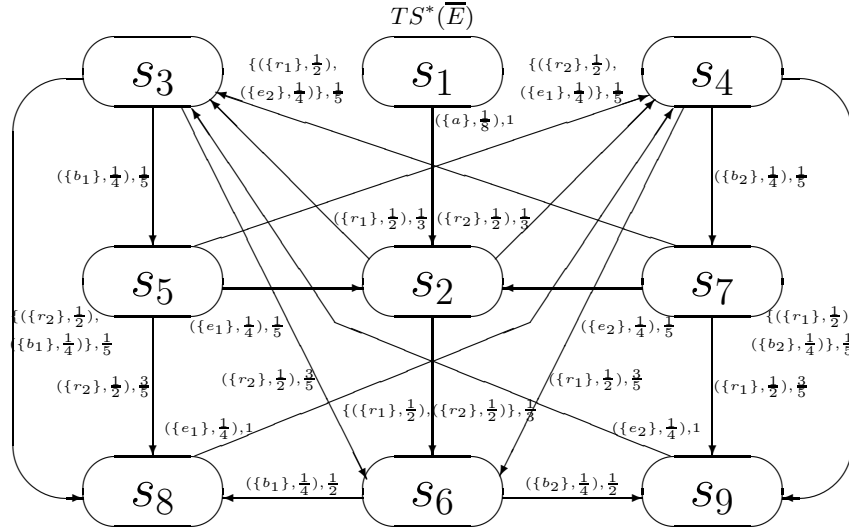 TS*(E̅)
s₃ s₁ s₄
{({r₁},½), {({r₂},½),
({e₂},¼)},⅕ ({e₁},¼)},⅕
({a},⅛),1
({b₁},¼),⅕ ({b₂},¼),⅕
({r₁},½),⅓ ({r₂},½),⅓
s₅ s₂ s₇
{({r₂},½), ({e₁},¼),⅕ ({e₂},¼),⅕ {({r₁},½),
({b₁},¼)},⅕ ({b₂},¼)},⅕
({r₂},½),⅗ ({r₂},½),⅗ ({r₁},½),⅗ ({r₁},½),⅗
{({r₁},½),({r₂},½)},⅓
({e₁},¼),1 ({e₂},¼),1
s₈ ({b₁},¼),½ s₆ ({b₂},¼),½ s₉